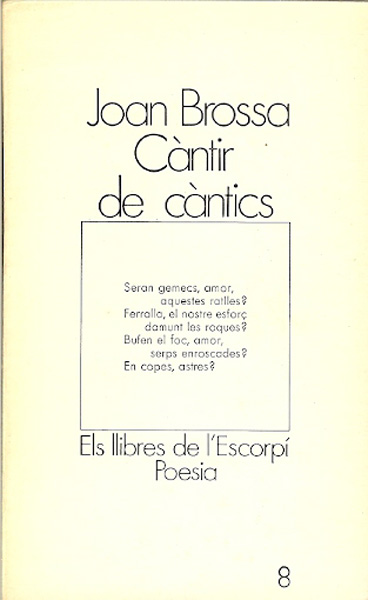 Joan Brossa
Càntir
de càntics
Seran gemecs, amor,
aquestes ratlles?
Ferralla, el nostre esforç
damunt les roques?
Bufen el foc, amor,
serps enroscades?
En copes, astres?
Els llibres de l'Escorpí
Poesia
8